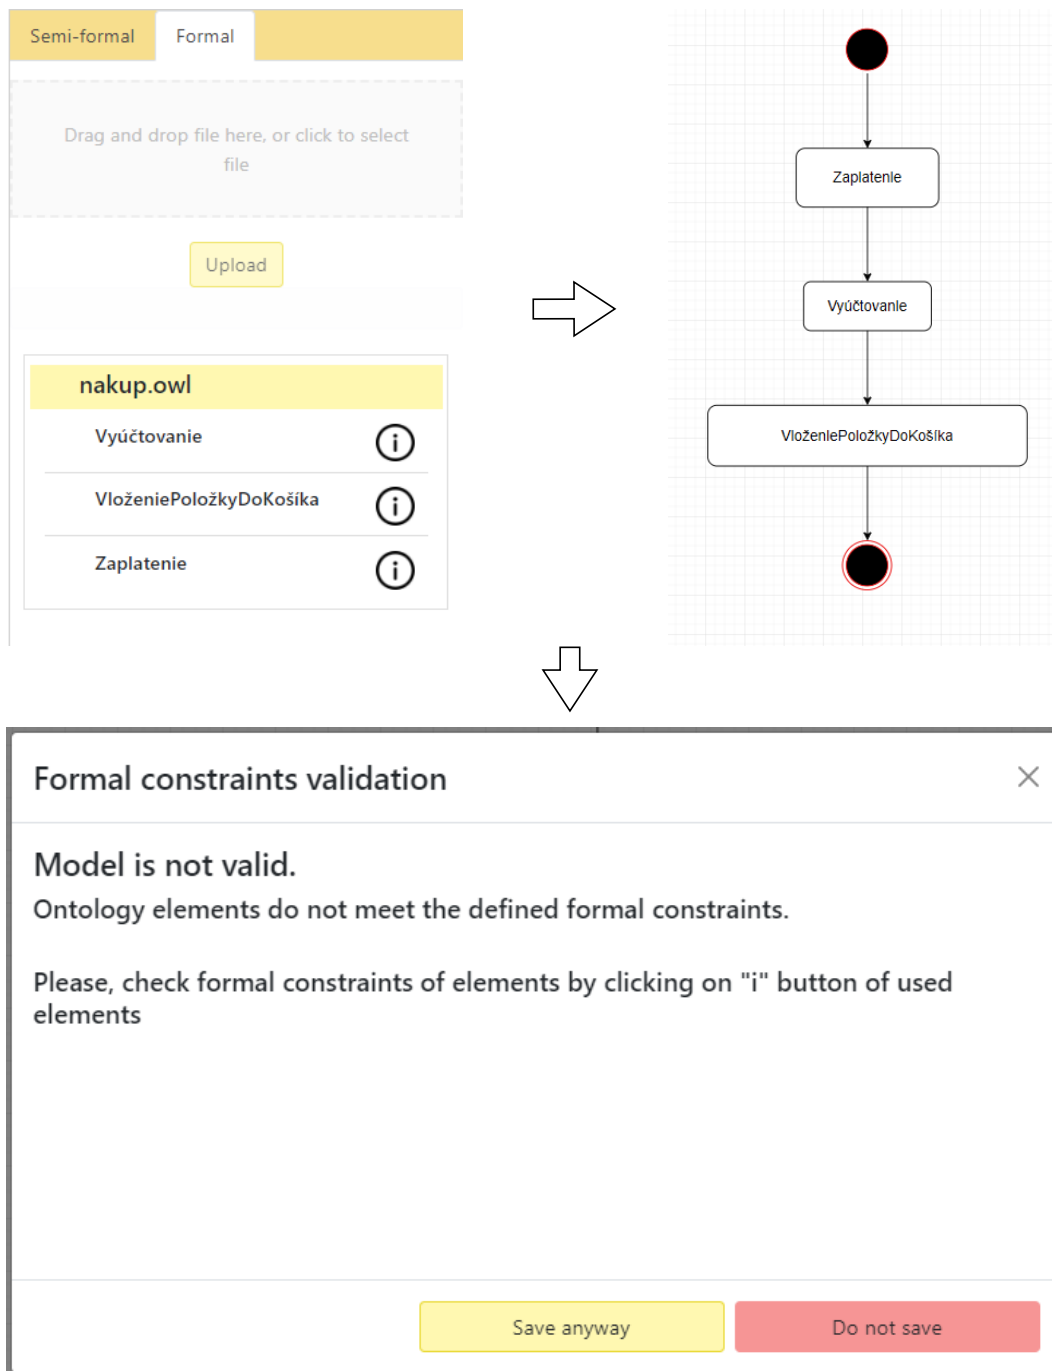 Semi-formal
Formal
Drag and drop file here, or click to select
file
Upload
nakup.owl
Vyúčtovanie
VloženiePoložkyDoKošíka
Zaplatenie
Zaplatenie
Vyúčtovanie
VloženiePoložkyDoKošíka
Formal constraints validation
Model is not valid.
Ontology elements do not meet the defined formal constraints.
Please, check formal constraints of elements by clicking on "i" button of used
elements
Save anyway
Do not save